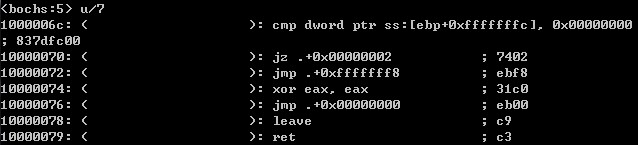 <bochs:5> u/7
1000006c: (                    ): cmp dword ptr ss:[ebp+0xfffffffc], 0x00000000
; 837dfc00
10000070: (                    ): jz .+0x00000002           ; 7402
10000072: (                    ): jmp .+0xfffffff8          ; ebf8
10000074: (                    ): xor eax, eax              ; 31c0
10000076: (                    ): jmp .+0x00000000          ; eb00
10000078: (                    ): leave                     ; c9
10000079: (                    ): ret                       ; c3